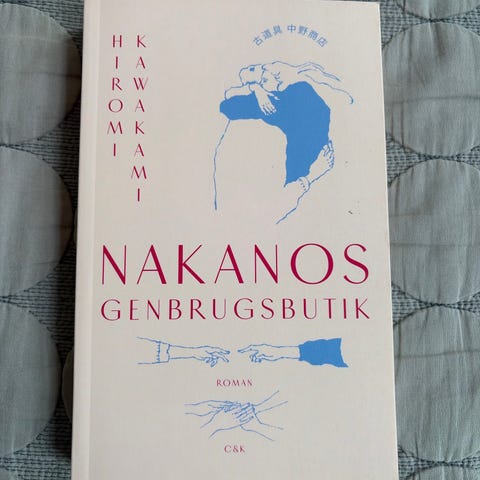 HIROMI
KAWAKAMI
古道具 中野商店
NAKANOS
GENBRUGSBUTIK
ROMAN
C&K